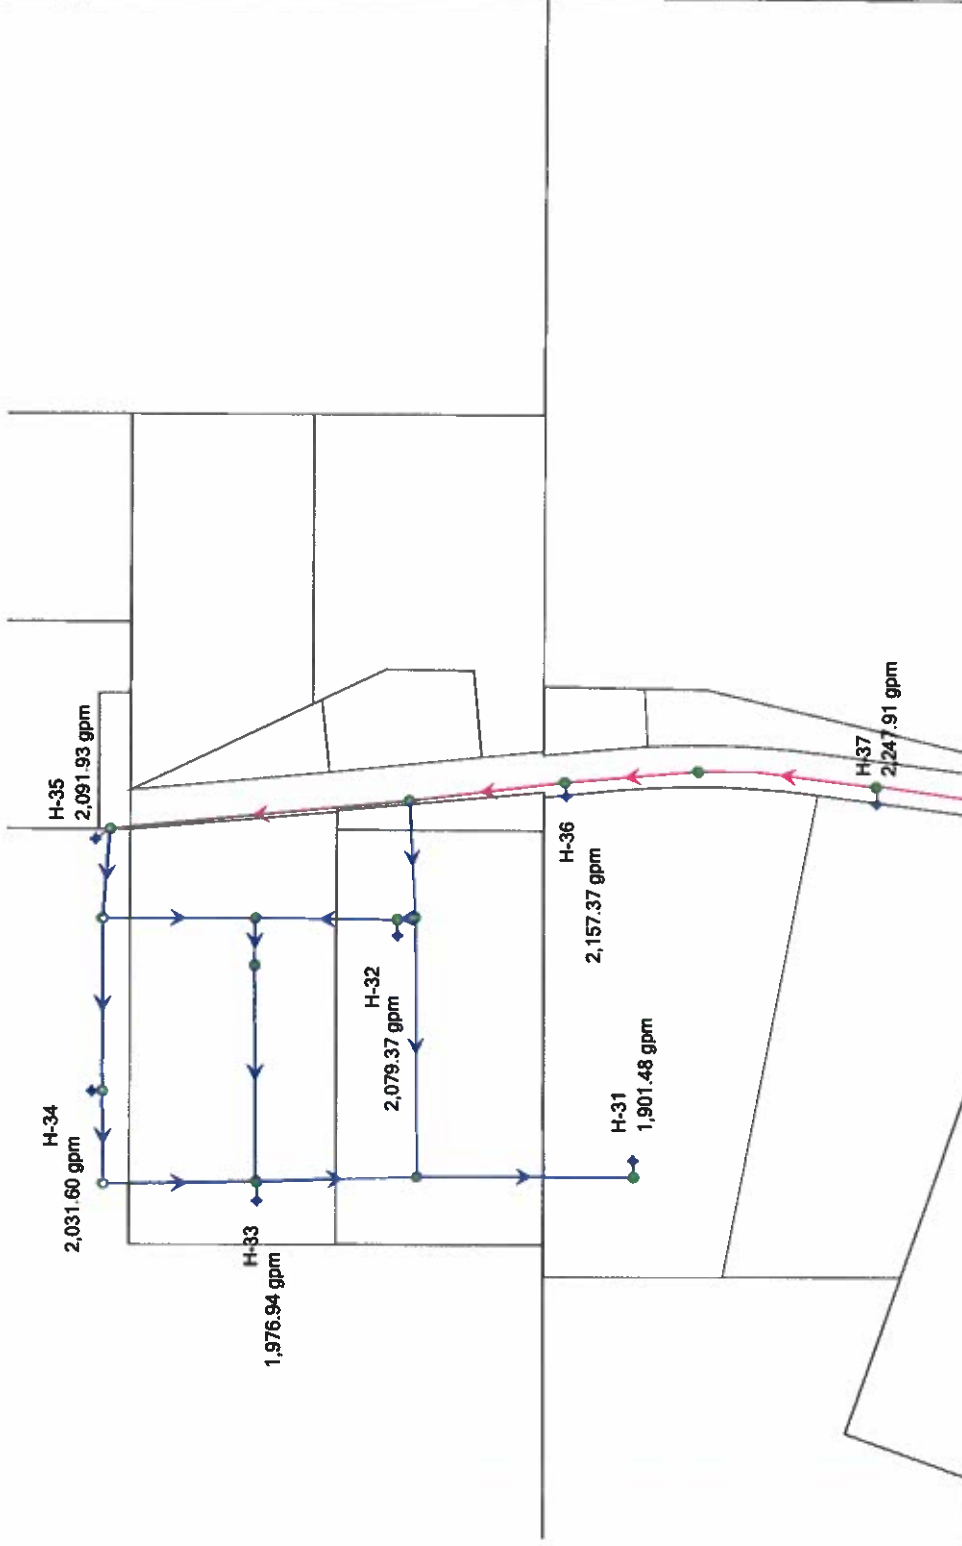 H-35
2,091.93 gpm
H-34
2,031.60 gpm
H-33
1,976.94 gpm
H-32
2,079.37 gpm
H-36
2,157.37 gpm
H-31
1,901.48 gpm
H-37
2,247.91 gpm